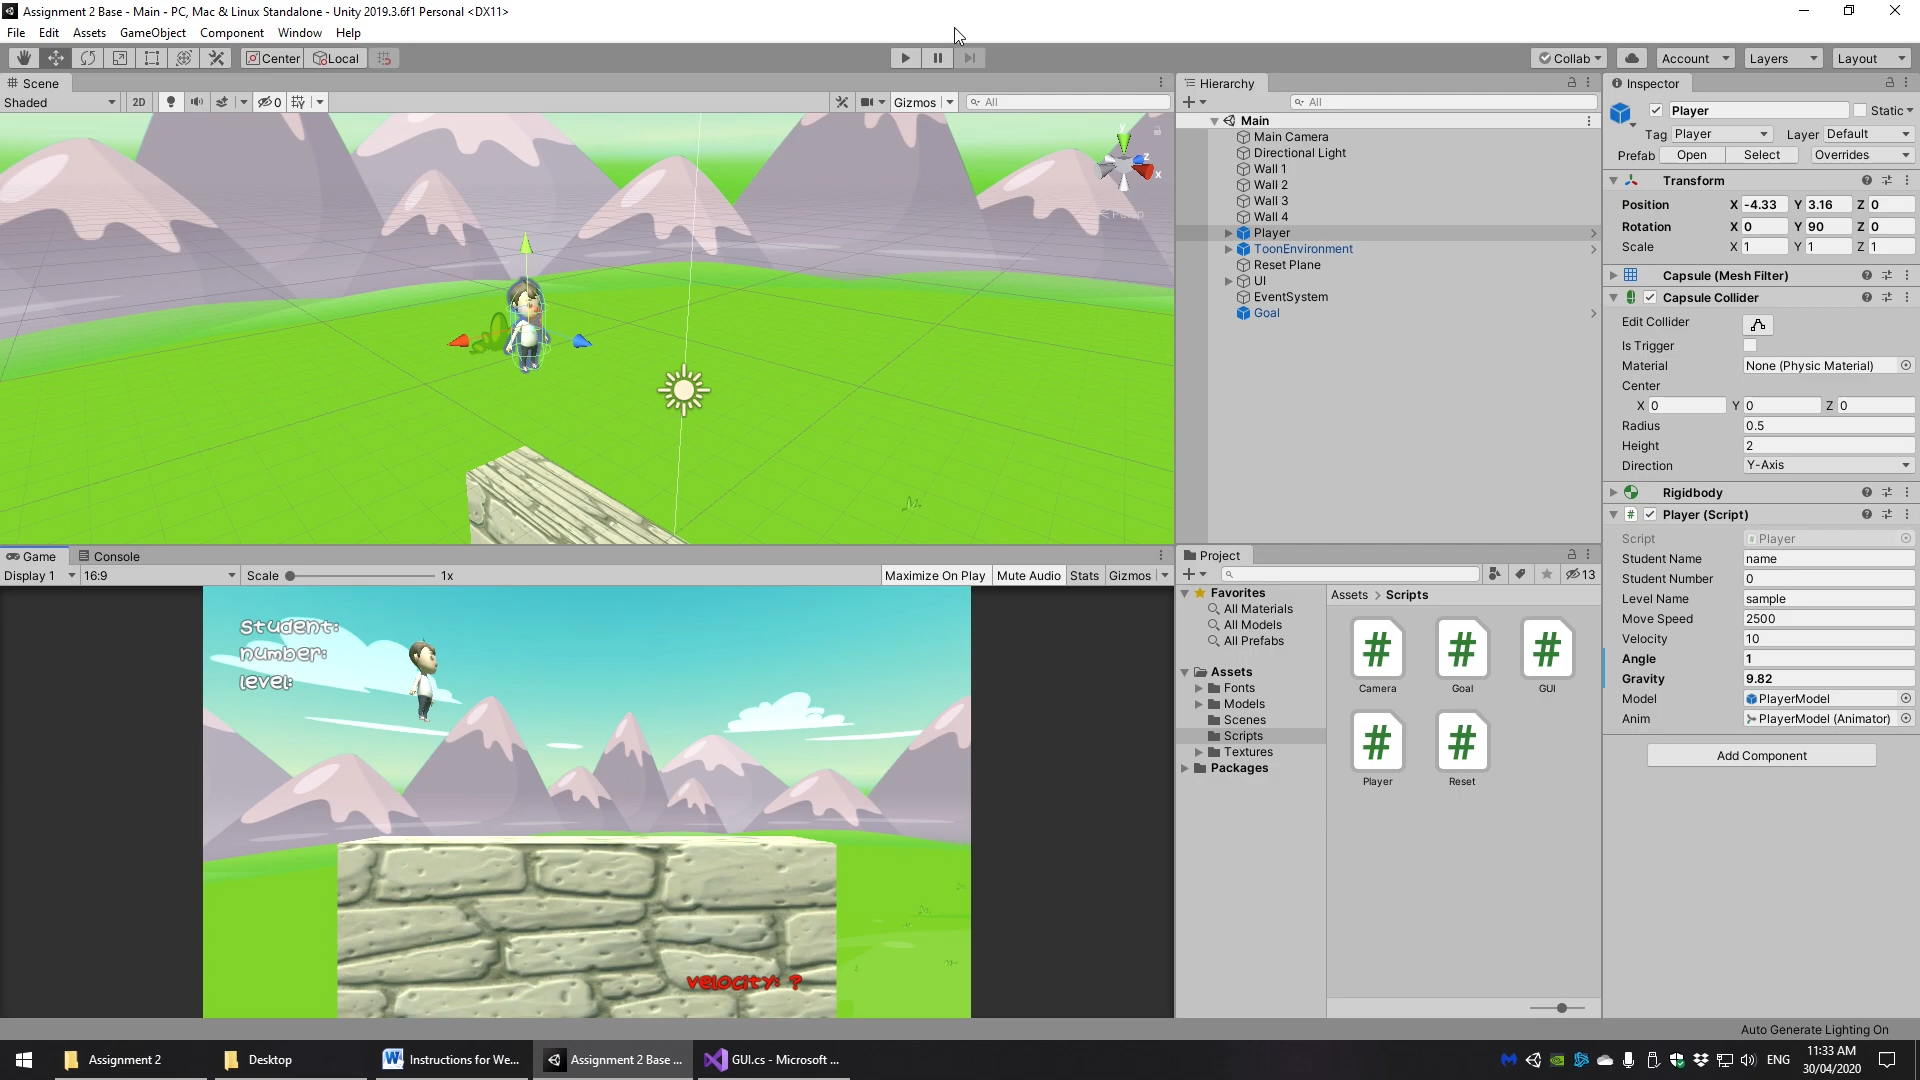 Assignment 2 Base - Main - PC, Mac & Linux Standalone - Unity 2019.3.6f1 Personal <DX11>
File Edit Assets GameObject Component Window Help
Center Local Collab Account Layers Layout
Scene
Shaded 2D 0 Gizmos All
y
z
x
Persp
Game Console
Display 1 16:9 Scale 1x Maximize On Play Mute Audio Stats Gizmos
Student:
number:
level:
velocity: ?
Hierarchy
All
Main
Main Camera
Directional Light
Wall 1
Wall 2
Wall 3
Wall 4
Player
ToonEnvironment
Reset Plane
UI
EventSystem
Goal
Project
13
Favorites
All Materials
All Models
All Prefabs
Assets
Fonts
Models
Scenes
Scripts
Textures
Packages
Assets > Scripts
Camera Goal GUI
Player Reset
Inspector
Player Static
Tag Player Layer Default
Prefab Open Select Overrides
Transform
Position X -4.33 Y 3.16 Z 0
Rotation X 0 Y 90 Z 0
Scale X 1 Y 1 Z 1
Capsule (Mesh Filter)
Capsule Collider
Edit Collider
Is Trigger
Material None (Physic Material)
Center
X 0 Y 0 Z 0
Radius 0.5
Height 2
Direction Y-Axis
Rigidbody
Player (Script)
Script Player
Student Name name
Student Number 0
Level Name sample
Move Speed 2500
Velocity 10
Angle 1
Gravity 9.82
Model PlayerModel
Anim PlayerModel (Animator)
Add Component
Auto Generate Lighting On
Assignment 2 Desktop Instructions for We... Assignment 2 Base ... GUI.cs - Microsoft ... ENG 11:33 AM
30/04/2020